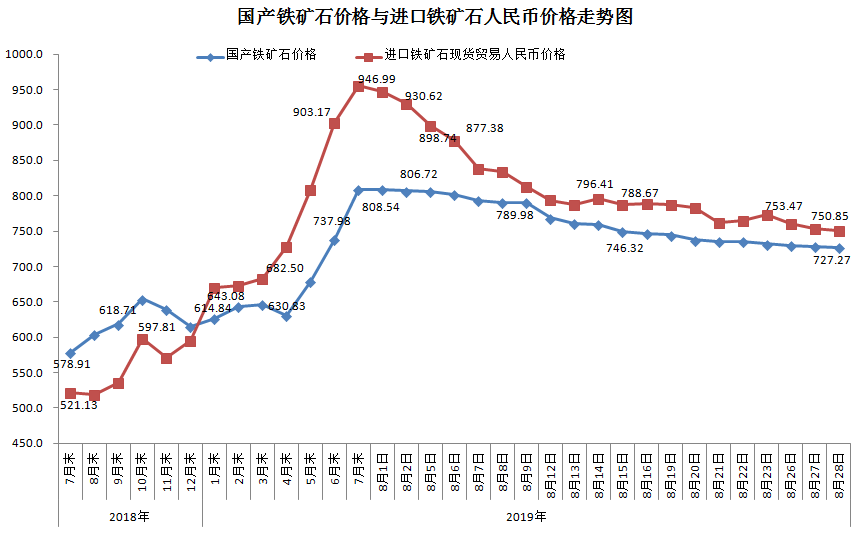 国产铁矿石价格与进口铁矿石人民币价格走势图
国产铁矿石价格
进口铁矿石现货贸易人民币价格
1000.0
950.0
900.0
850.0
800.0
750.0
700.0
650.0
600.0
550.0
500.0
450.0
946.99
930.62
903.17
898.74
877.38
806.72
808.54
796.41
788.67
789.98
753.47
750.85
737.98
746.32
727.27
682.50
643.08
630.83
618.71
614.84
597.81
578.91
521.13
7月末
8月末
9月末
10月末
11月末
12月末
1月末
2月末
3月末
4月末
5月末
6月末
7月末
8月1日
8月2日
8月5日
8月6日
8月7日
8月8日
8月9日
8月12日
8月13日
8月14日
8月15日
8月16日
8月19日
8月20日
8月21日
8月22日
8月23日
8月26日
8月27日
8月28日
2018年
2019年